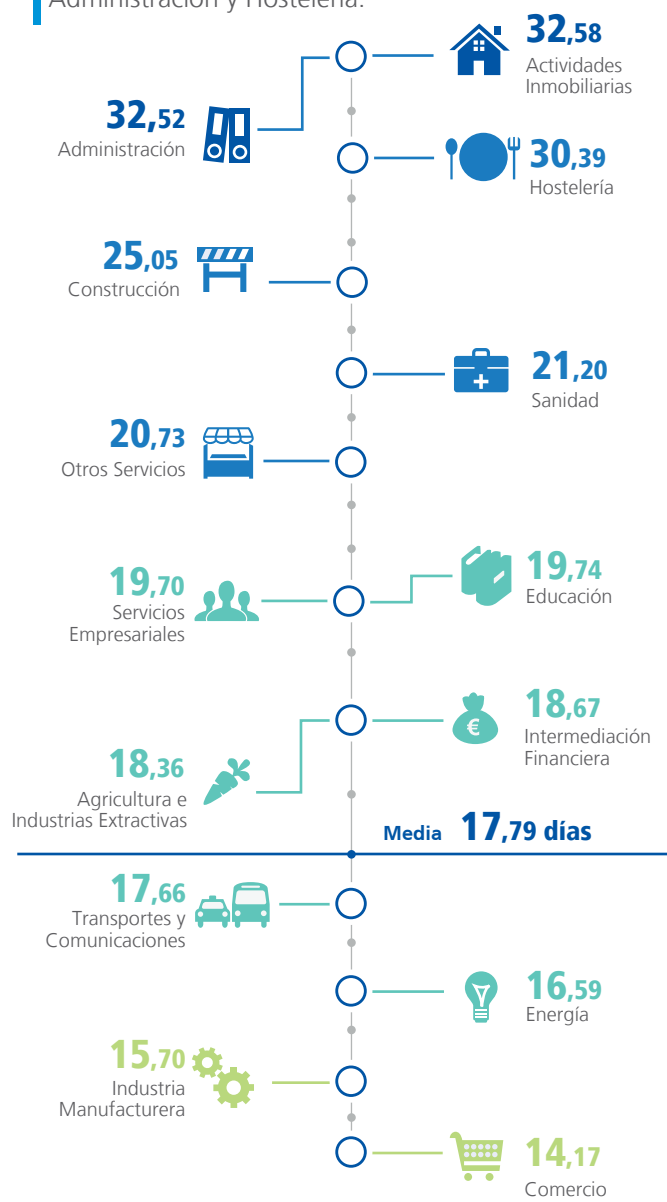 Administración y Hostelería.
32,58
Actividades
Inmobiliarias
32,52
Administración
30,39
Hostelería
25,05
Construcción
21,20
Sanidad
20,73
Otros Servicios
19,74
Educación
19,70
Servicios
Empresariales
18,67
Intermediación
Financiera
€
18,36
Agricultura e
Industrias Extractivas
Media 17,79 días
17,66
Transportes y
Comunicaciones
16,59
Energía
15,70
Industria
Manufacturera
14,17
Comercio